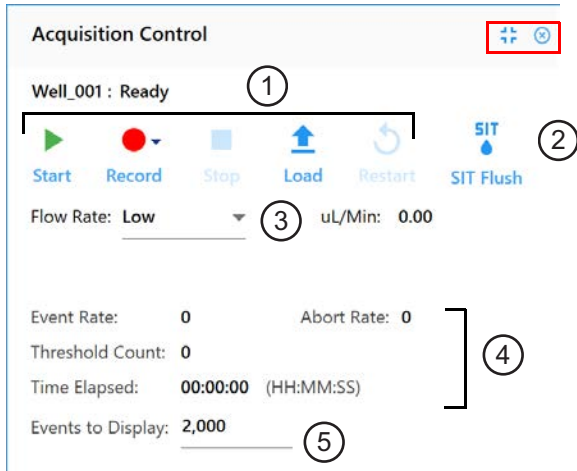 Acquisition Control
Well_001 : Ready
1
SIT
2
Start Record Stop Load Restart SIT Flush
Flow Rate: Low 3 uL/Min: 0.00
Event Rate: 0 Abort Rate: 0
Threshold Count: 0
4
Time Elapsed: 00:00:00 (HH:MM:SS)
Events to Display: 2,000
5